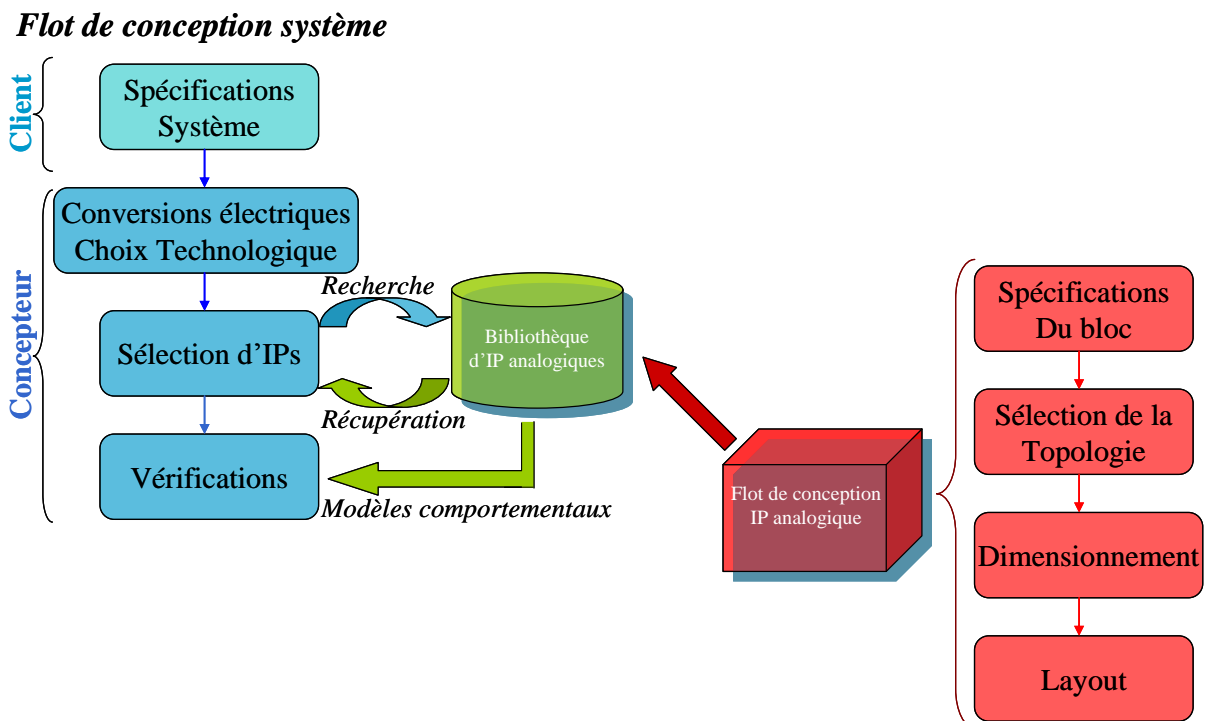 Flot de conception système
Client
Spécifications
Système
Concepteur
Conversions électriques
Choix Technologique
Recherche
Sélection d'IPs
Bibliothèque
d'IP analogiques
Récupération
Vérifications
Modèles comportementaux
Flot de conception
IP analogique
Spécifications
Du bloc
Sélection de la
Topologie
Dimensionnement
Layout